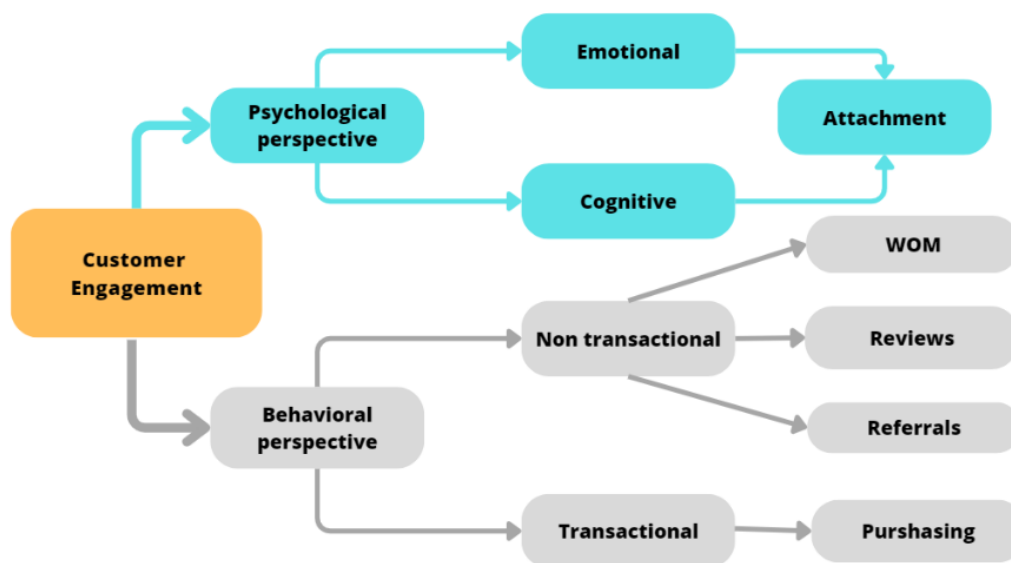 Emotional
Psychological
perspective
Attachment
Cognitive
WOM
Customer
Engagement
Non transactional
Reviews
Behavioral
perspective
Referrals
Transactional
Purshasing